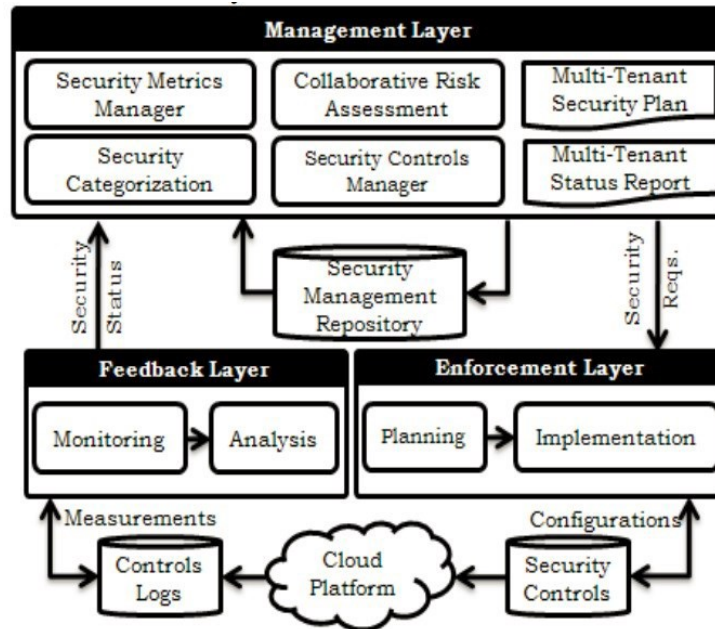 Management Layer
Security Metrics
Manager
Collaborative Risk
Assessment
Multi-Tenant
Security Plan
Security
Categorization
Security Controls
Manager
Multi-Tenant
Status Report
Security
Status
Security
Management
Repository
Security
Reqs.
Feedback Layer
Monitoring
Analysis
Enforcement Layer
Planning
Implementation
Measurements
Controls
Logs
Cloud
Platform
Configurations
Security
Controls